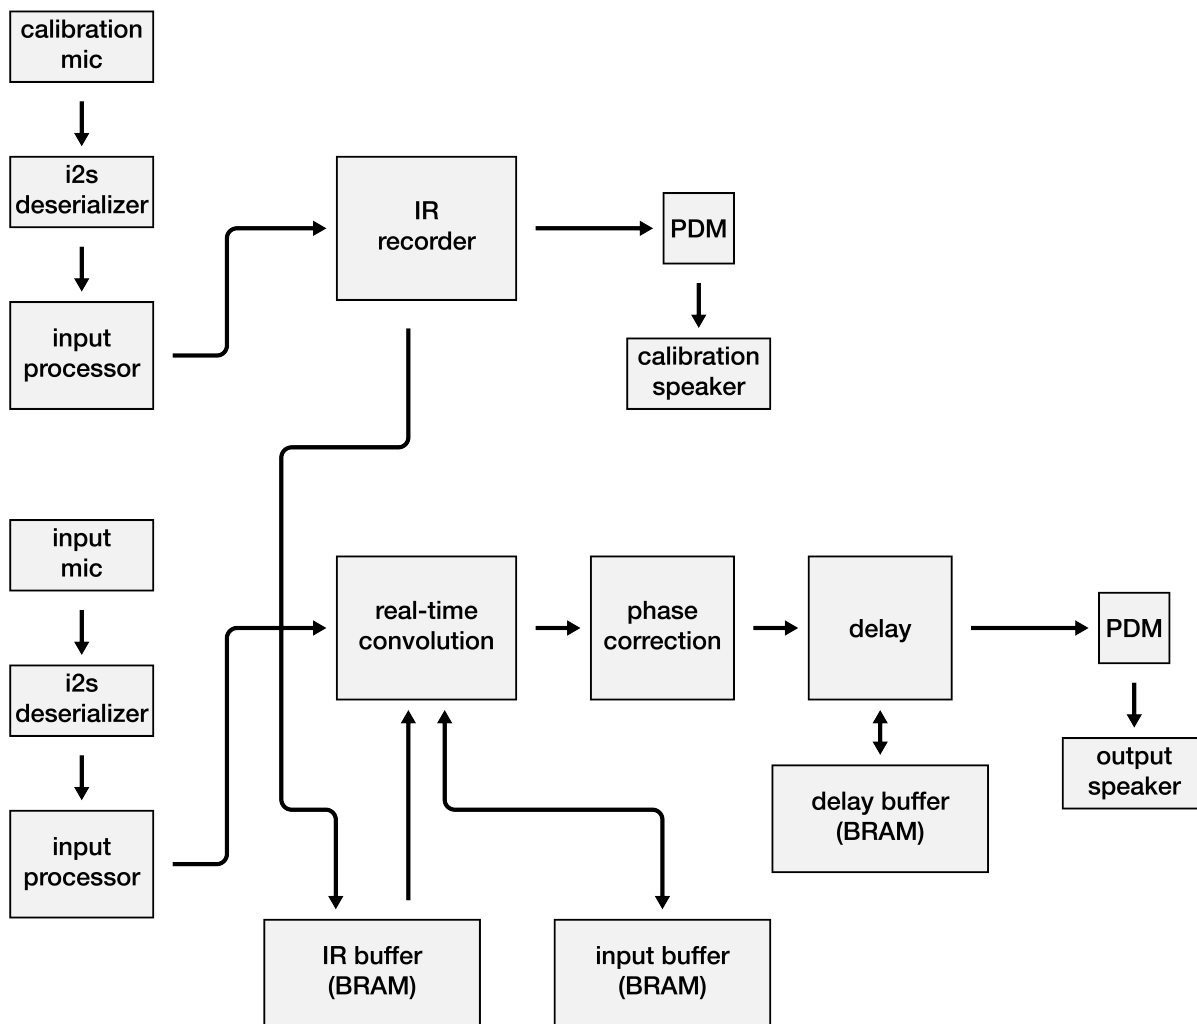 calibration
mic
i2s
deserializer
input
processor
IR
recorder
PDM
calibration
speaker
input
mic
i2s
deserializer
input
processor
real-time
convolution
phase
correction
delay
PDM
output
speaker
delay buffer
(BRAM)
IR buffer
(BRAM)
input buffer
(BRAM)